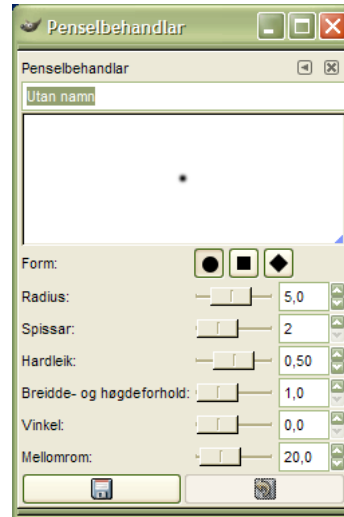 Penselbehandlar
Penselbehandlar
Utan namn
Form:
Radius: 5,0
Spissar: 2
Hardleik: 0,50
Breidde- og høgdeforhold: 1,0
Vinkel: 0,0
Mellomrom: 20,0